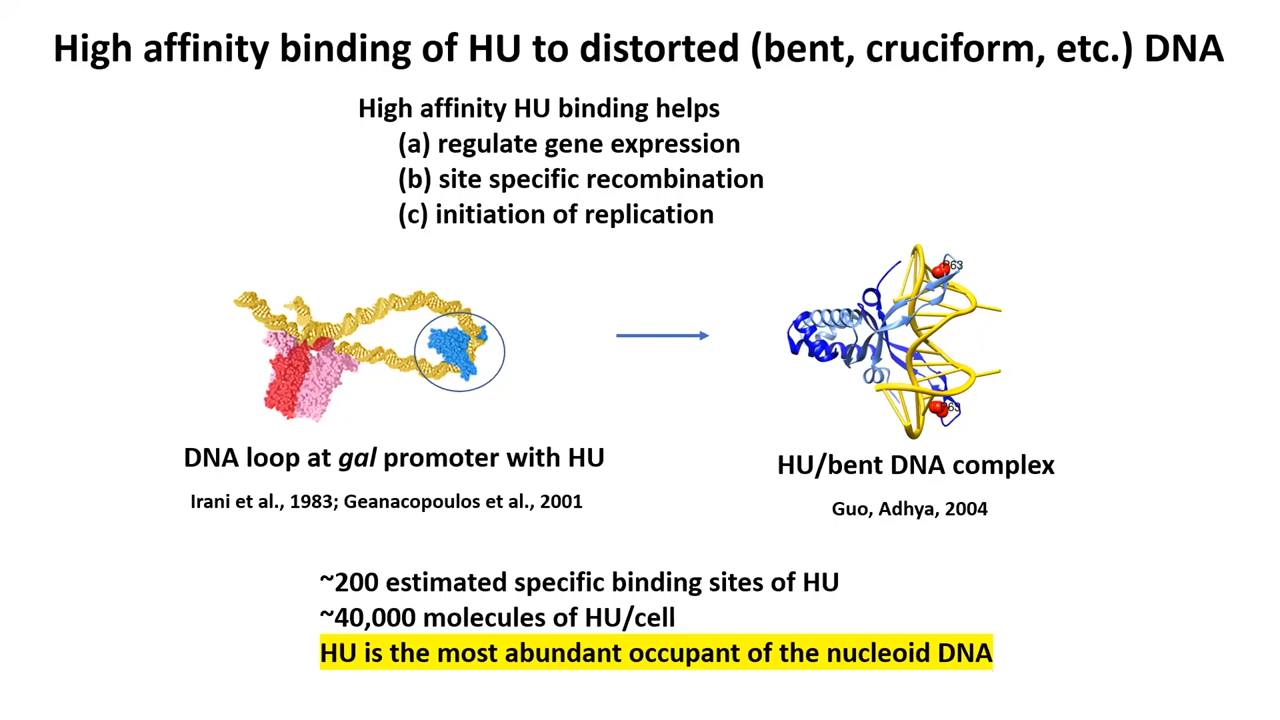 High affinity binding of HU to distorted (bent, cruciform, etc.) DNA
High affinity HU binding helps
(a) regulate gene expression
(b) site specific recombination
(c) initiation of replication
P63
P63
DNA loop at gal promoter with HU
Irani et al., 1983; Geanacopoulos et al., 2001
HU/bent DNA complex
Guo, Adhya, 2004
~200 estimated specific binding sites of HU
~40,000 molecules of HU/cell
HU is the most abundant occupant of the nucleoid DNA